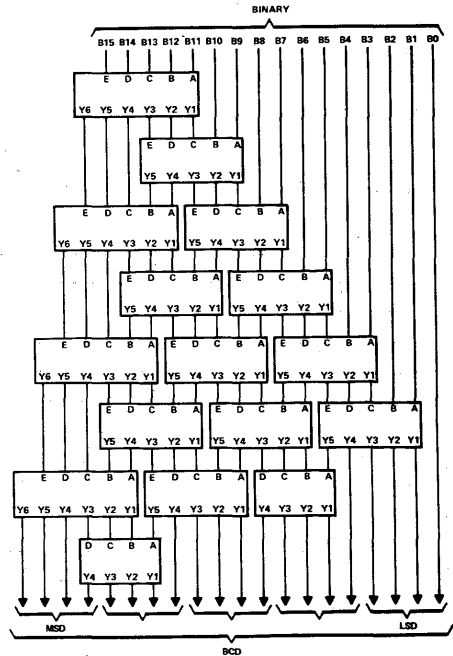 BINARY
B15 B14 B13 B12 B11 B10 B9 B8 B7 B6 B5 B4 B3 B2 B1 B0
E D C B A
Y6 Y5 Y4 Y3 Y2 Y1
E D C B A
Y5 Y4 Y3 Y2 Y1
E D C B A E D C B A
Y6 Y5 Y4 Y3 Y2 Y1 Y5 Y4 Y3 Y2 Y1
E D C B A E D C B A
Y5 Y4 Y3 Y2 Y1 Y5 Y4 Y3 Y2 Y1
E D C B A E D C B A E D C B A
Y6 Y5 Y4 Y3 Y2 Y1 Y5 Y4 Y3 Y2 Y1 Y5 Y4 Y3 Y2 Y1
E D C B A E D C B A E D C B A
Y5 Y4 Y3 Y2 Y1 Y5 Y4 Y3 Y2 Y1 Y5 Y4 Y3 Y2 Y1
E D C B A E D C B A D C B A
Y6 Y5 Y4 Y3 Y2 Y1 Y5 Y4 Y3 Y2 Y1 Y4 Y3 Y2 Y1
D C B A
Y4 Y3 Y2 Y1
MSD LSD
BCD